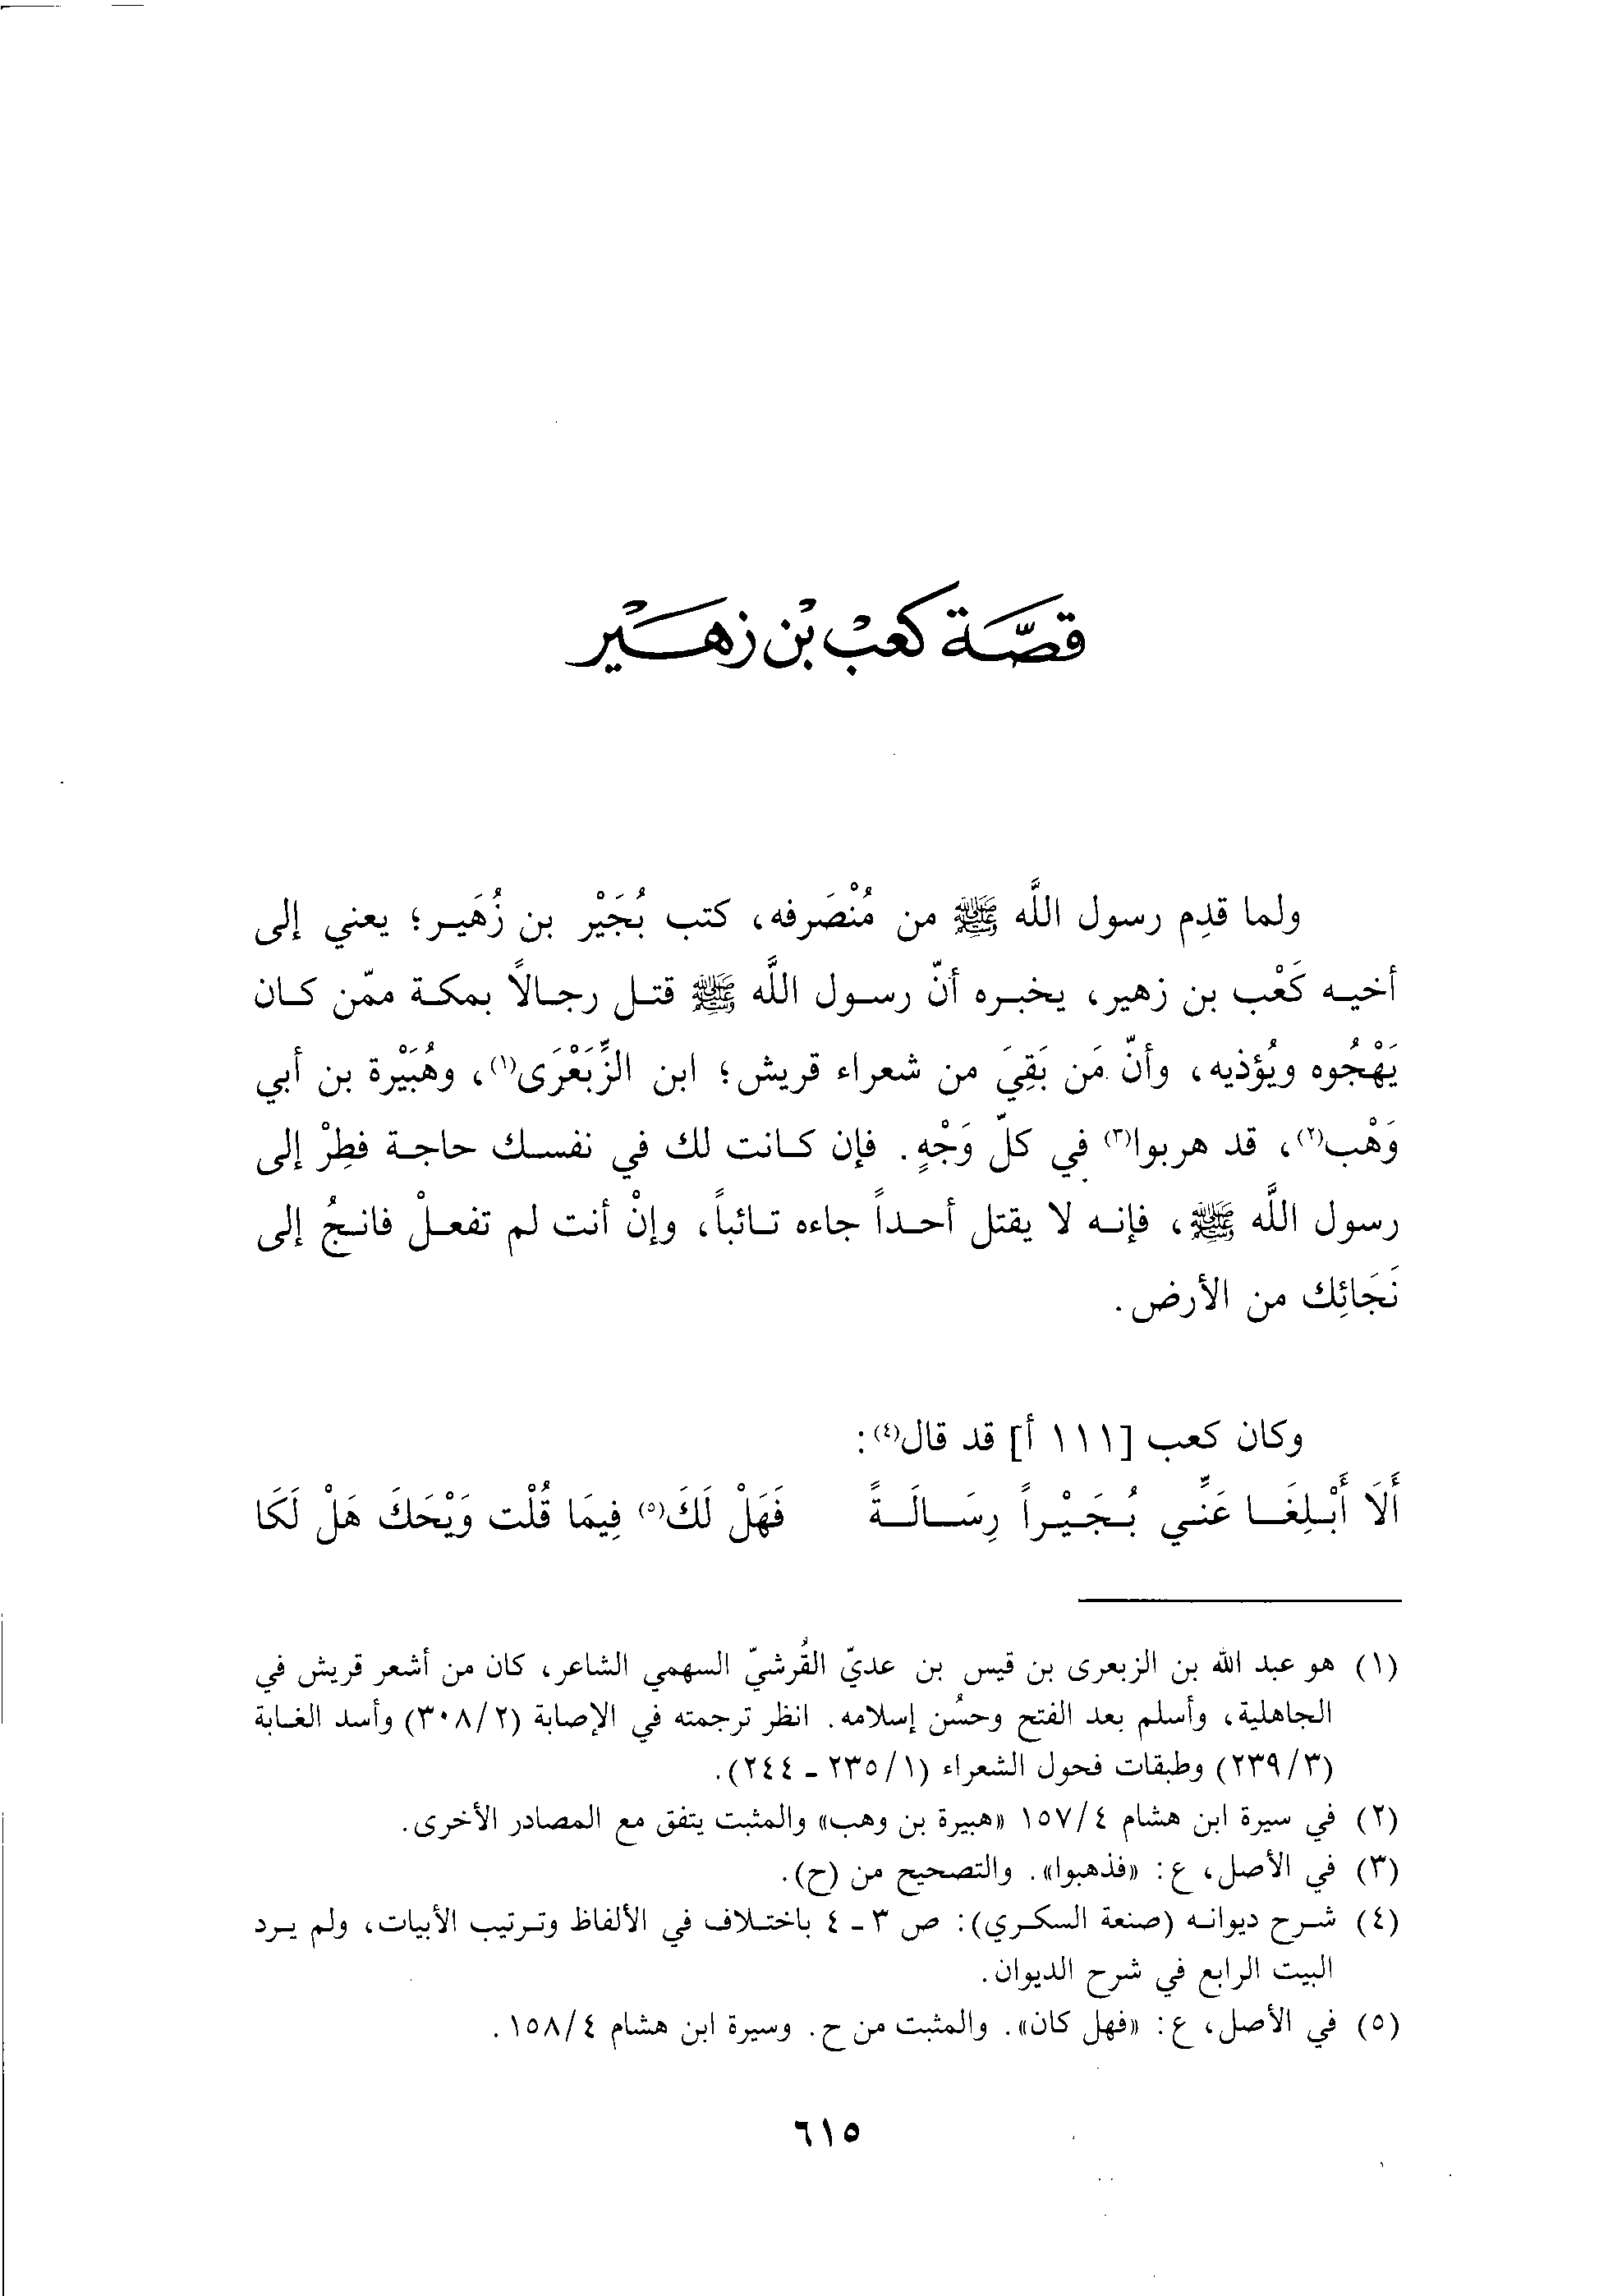 قصّة كعبْ بْن زهيْر
ولما قدِم رسول اللَّه ﷺ من مُنْصَرفه، كتب بُجَيْر بن زُهَير؛ يعني إلى
أخيه كَعْب بن زهير، يخبره أنّ رسول اللَّه ﷺ قتل رجالاً بمكة ممّن كان
يَهْجُوه ويُؤذيه، وأنّ مَن بَقِيَ من شعراء قريش؛ ابن الزِّبَعْرَى(١)، وهُبَيْرة بن أبي
وَهْب(٢)، قد هربوا(٣) في كلّ وَجْهٍ. فإن كانت لك في نفسك حاجة فطِرْ إلى
رسول اللَّه ﷺ، فإنه لا يقتل أحداً جاءه تائباً، وإنْ أنت لم تفعلْ فانجُ إلى
نَجَائِك من الأرض.
وكان كعب [١١١ أ] قد قال(٤):
أَلَا أَبْلِغَا عَنِّي بُجَيْراً رِسَالَةً فَهَلْ لَكَ(٥) فِيمَا قُلْت وَيْحَكَ هَلْ لَكَا
(١) هو عبد الله بن الزبعرى بن قيس بن عديّ القُرشيّ السهمي الشاعر، كان من أشعر قريش في
الجاهلية، وأسلم بعد الفتح وحسُن إسلامه. انظر ترجمته في الإصابة (٣٠٨/٢) وأسد الغابة
(٢٣٩/٣) وطبقات فحول الشعراء (٢٣٥/١ - ٢٤٤).
(٢) في سيرة ابن هشام ١٥٧/٤ «هبيرة بن وهب» والمثبت يتفق مع المصادر الأخرى.
(٣) في الأصل، ع: «فذهبوا». والتصحيح من (ح).
(٤) شرح ديوانه (صنعة السكري): ص ٣ - ٤ باختلاف في الألفاظ وترتيب الأبيات، ولم يرد
البيت الرابع في شرح الديوان.
(٥) في الأصل، ع: «فهل كان». والمثبت من ح. وسيرة ابن هشام ١٥٨/٤.
٦١٥